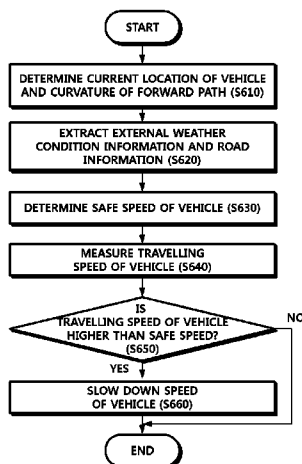 START
DETERMINE CURRENT LOCATION OF VEHICLE
AND CURVATURE OF FORWARD PATH (S610)
EXTRACT EXTERNAL WEATHER
CONDITION INFORMATION AND ROAD
INFORMATION (S620)
DETERMINE SAFE SPEED OF VEHICLE (S630)
MEASURE TRAVELLING
SPEED OF VEHICLE (S640)
IS
TRAVELLING SPEED OF VEHICLE
HIGHER THAN SAFE SPEED?
(S650)
NO
YES
SLOW DOWN SPEED
OF VEHICLE (S660)
END